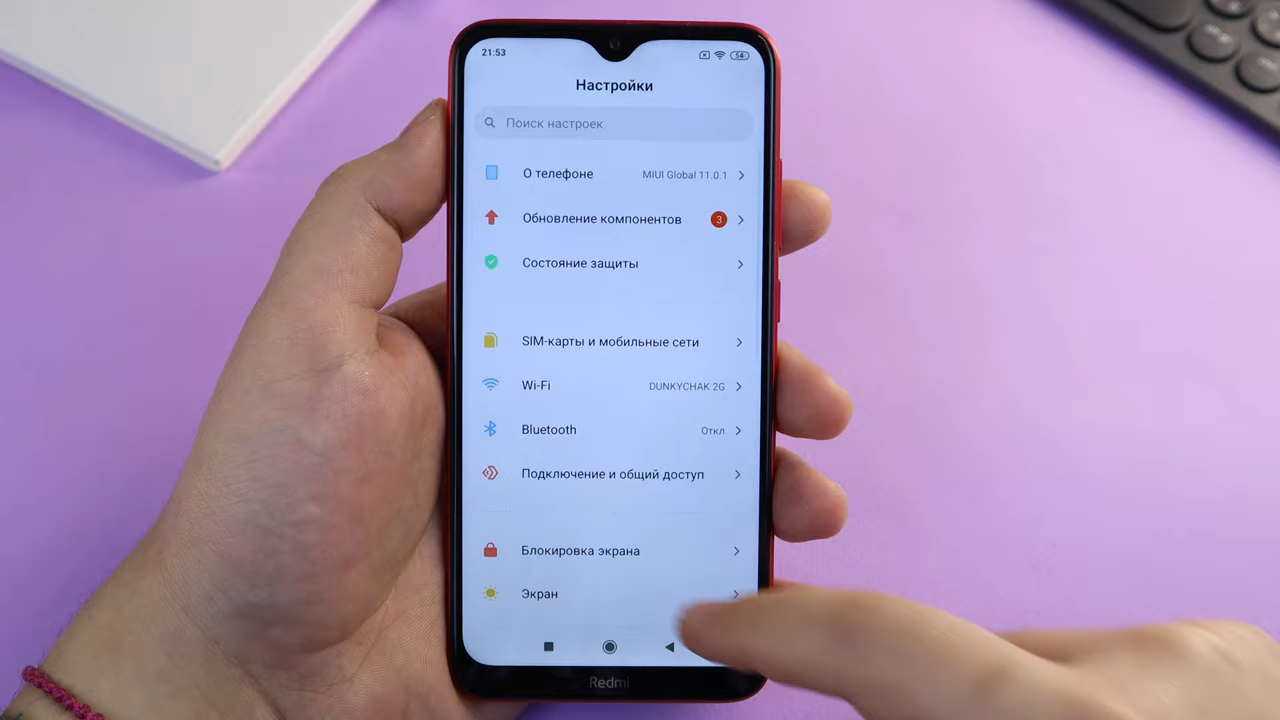 21:53
54
Настройки
Поиск настроек
О телефоне
MIUI Global 11.0.1
Обновление компонентов
3
Состояние защиты
SIM-карты и мобильные сети
Wi-Fi
DUNKYCHAK 2G
Bluetooth
Откл
Подключение и общий доступ
Блокировка экрана
Экран
Redmi